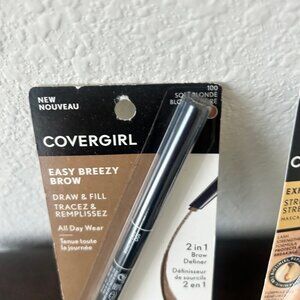 NEW
NOUVEAU
100
SOFT BLONDE
COVERGIRL
EASY BREEZY
BROW
DRAW & FILL
TRACEZ &
REMPLISSEZ
All Day Wear
Tenue toute
la journée
2 in 1
Brow
Definer
Définisseur
de sourcils
2 en 1